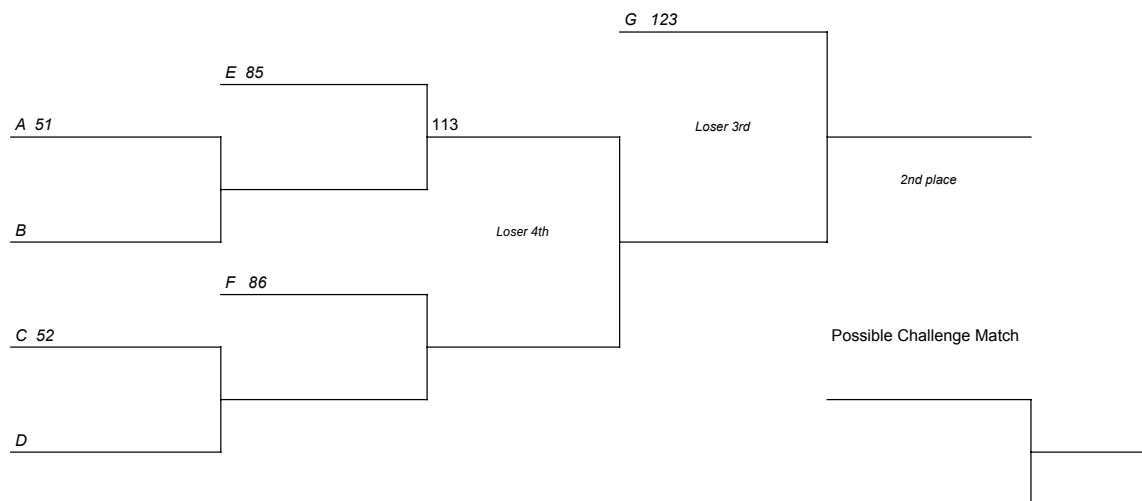 G 123
E 85
A 51
113
Loser 3rd
2nd place
B
Loser 4th
F 86
C 52
Possible Challenge Match
D